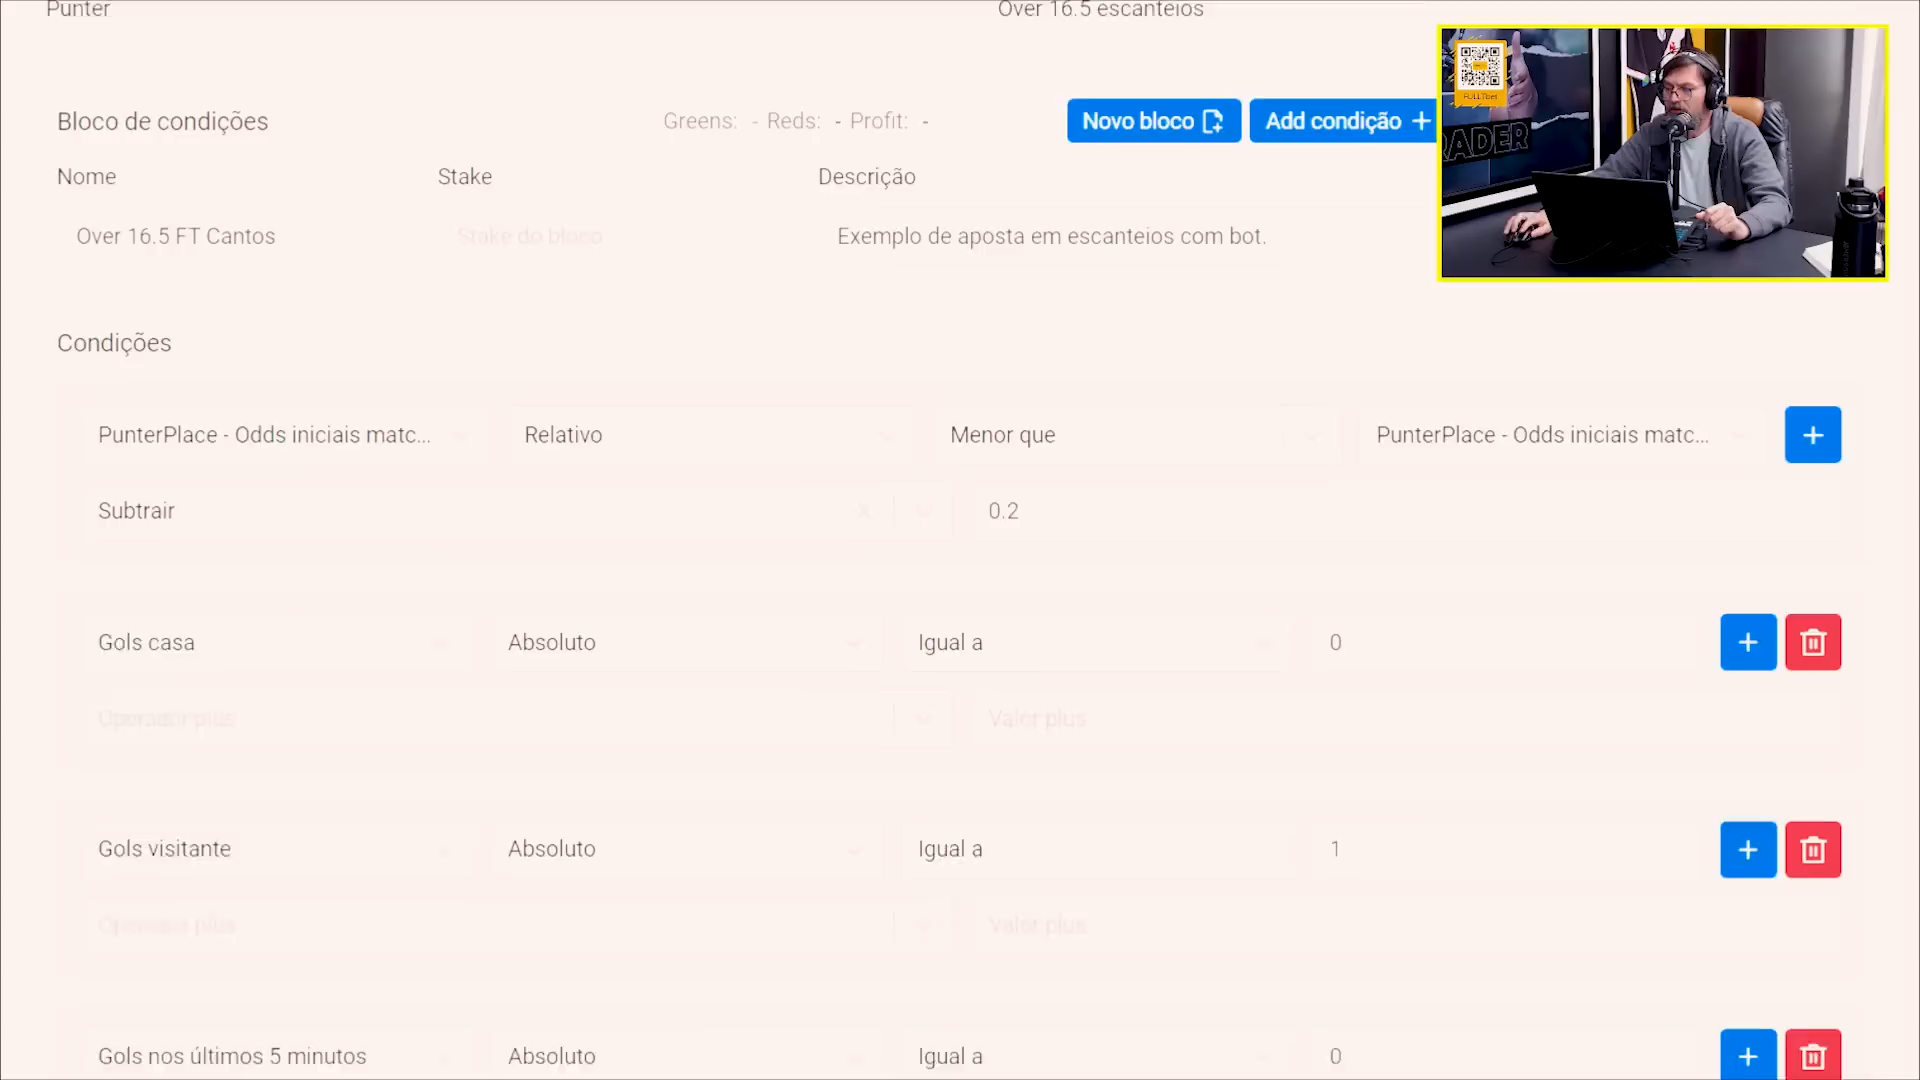 Punter
Over 16.5 escanteios
Bloco de condições
Greens: - Reds: - Profit: -
Novo bloco
Add condição +
Nome
Stake
Descrição
Over 16.5 FT Cantos
Stake do bloco
Exemplo de aposta em escanteios com bot.
Condições
PunterPlace - Odds iniciais matc...
Relativo
Menor que
PunterPlace - Odds iniciais matc...
Subtrair
0.2
Gols casa
Absoluto
Igual a
0
Operador plus
Valor plus
Gols visitante
Absoluto
Igual a
1
Operador plus
Valor plus
Gols nos últimos 5 minutos
Absoluto
Igual a
0
RADER
FULLTbet